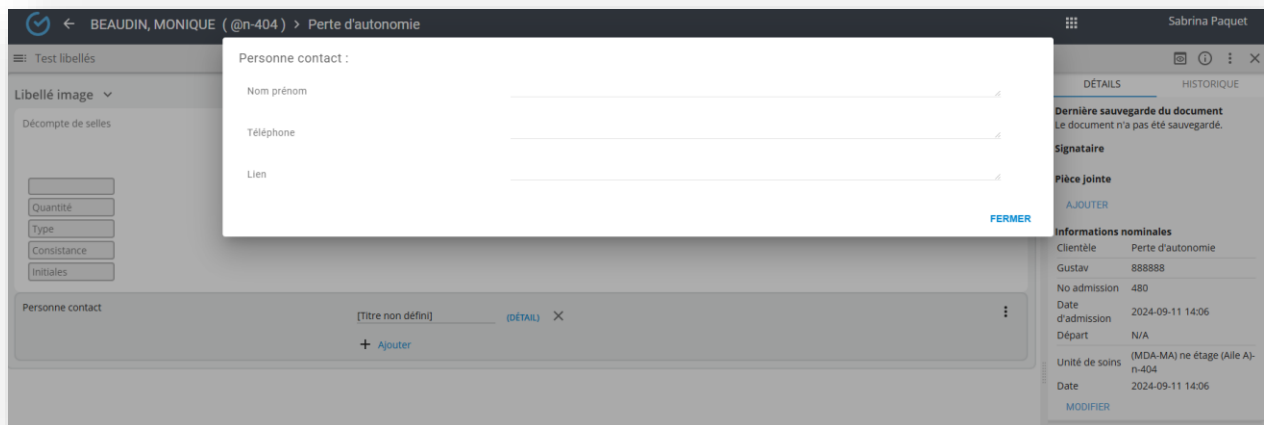 BEAUDIN, MONIQUE ( @n-404 ) > Perte d'autonomie
Sabrina Paquet
Test libellés
Libellé image
Décompte de selles
Quantité
Type
Consistance
Initiales
Personne contact
[Titre non défini]
(DÉTAIL)
+ Ajouter
Personne contact :
Nom prénom
Téléphone
Lien
FERMER
DÉTAILS HISTORIQUE
Dernière sauvegarde du document
Le document n'a pas été sauvegardé.
Signataire
Pièce jointe
AJOUTER
Informations nominales
Clientèle Perte d'autonomie
Gustav 888888
No admission 480
Date
d'admission 2024-09-11 14:06
Départ N/A
Unité de soins (MDA-MA) ne étage (Aile A)-
n-404
Date 2024-09-11 14:06
MODIFIER